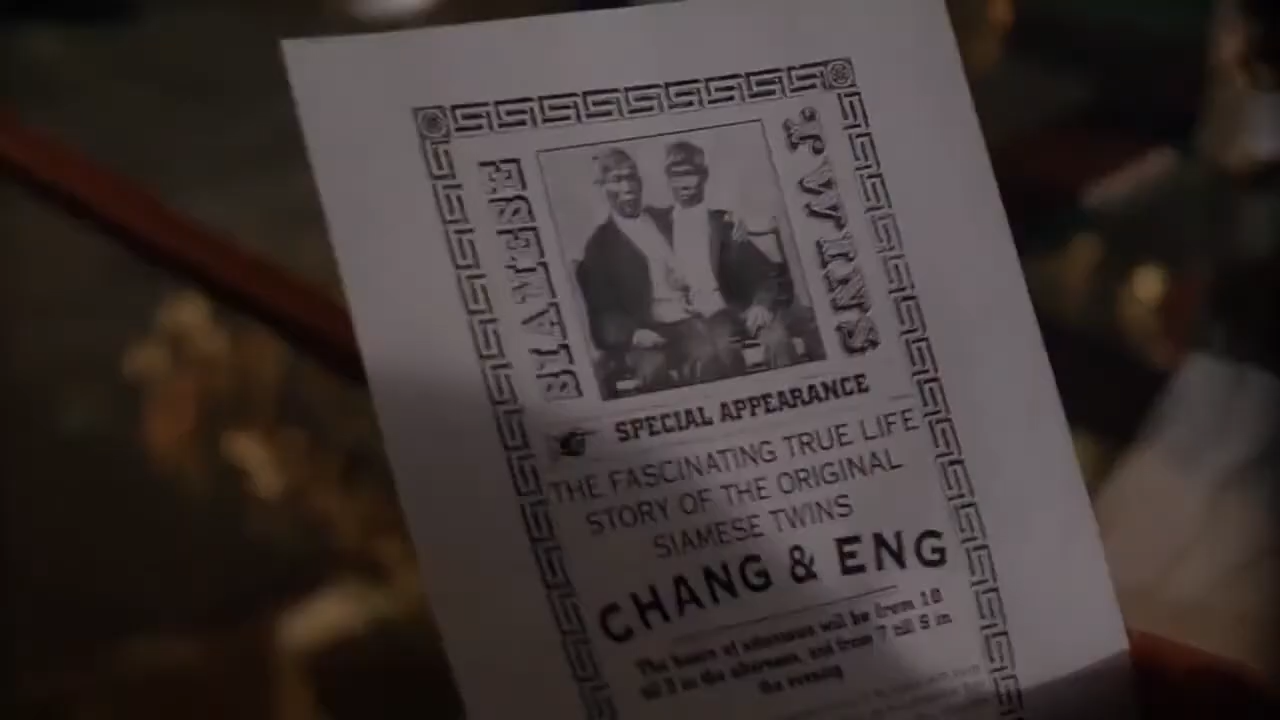 SIAMESE
TWINS
SPECIAL APPEARANCE
THE FASCINATING TRUE LIFE
STORY OF THE ORIGINAL
SIAMESE TWINS
CHANG & ENG
The hours of admission will be from 10
till 3 in the afternoon, and from 7 till 9 in
the evening